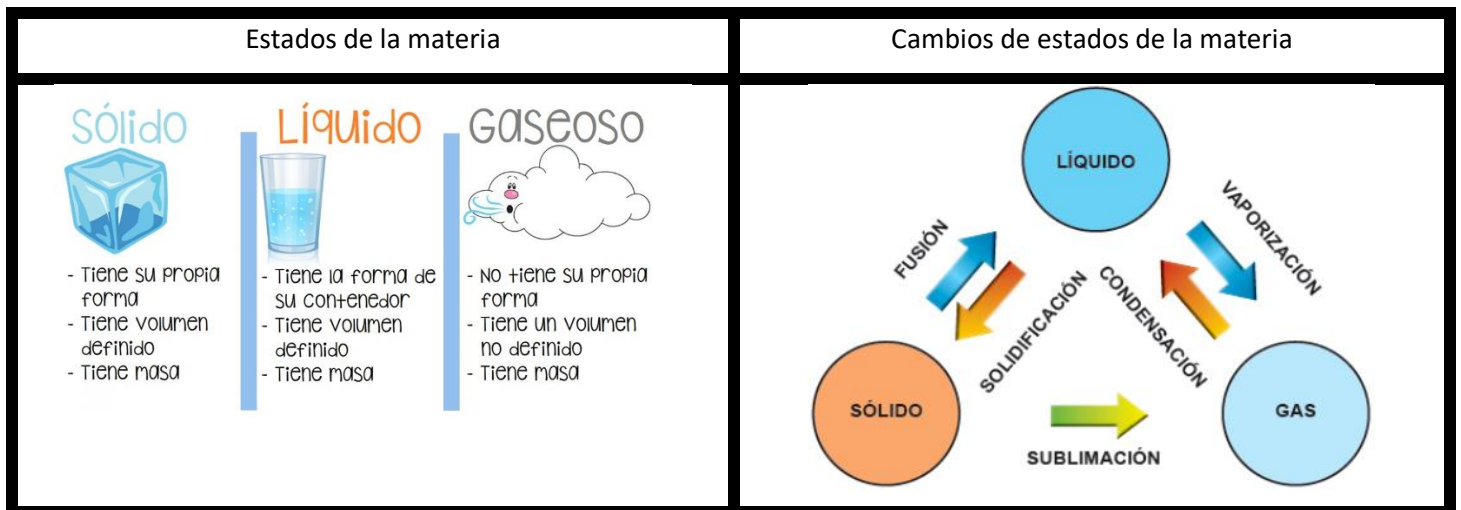 Estados de la materia
Cambios de estados de la materia
Sólido
Líquido
Gaseoso
- Tiene su propia
forma
- Tiene volumen
definido
- Tiene masa
- Tiene la forma de
su contenedor
- Tiene volumen
definido
- Tiene masa
- No tiene su propia
forma
- Tiene un volumen
no definido
- Tiene masa
LÍQUIDO
VAPORIZACIÓN
FUSIÓN
SOLIDIFICACIÓN
CONDENSACIÓN
SÓLIDO
GAS
SUBLIMACIÓN